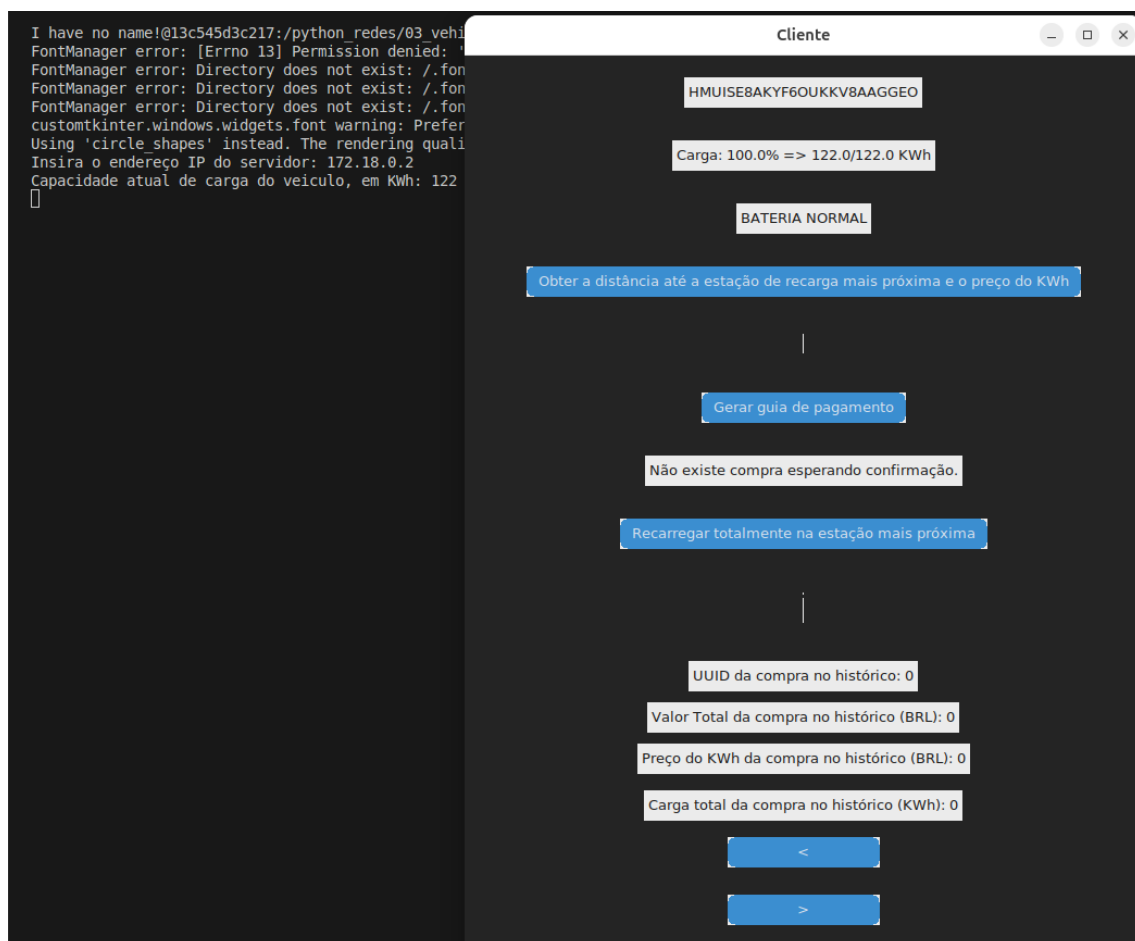 I have no name!@13c545d3c217:/python_redes/03_vehi
FontManager error: [Errno 13] Permission denied: '
FontManager error: Directory does not exist: /.fon
FontManager error: Directory does not exist: /.fon
FontManager error: Directory does not exist: /.fon
customtkinter.windows.widgets.font warning: Prefer
Using 'circle_shapes' instead. The rendering quali
Insira o endereço IP do servidor: 172.18.0.2
Capacidade atual de carga do veiculo, em KWh: 122
Cliente
HMUISE8AKYF6OUKKV8AAGGEO
Carga: 100.0% => 122.0/122.0 KWh
BATERIA NORMAL
Obter a distância até a estação de recarga mais próxima e o preço do KWh
Gerar guia de pagamento
Não existe compra esperando confirmação.
Recarregar totalmente na estação mais próxima
UUID da compra no histórico: 0
Valor Total da compra no histórico (BRL): 0
Preço do KWh da compra no histórico (BRL): 0
Carga total da compra no histórico (KWh): 0
<
>